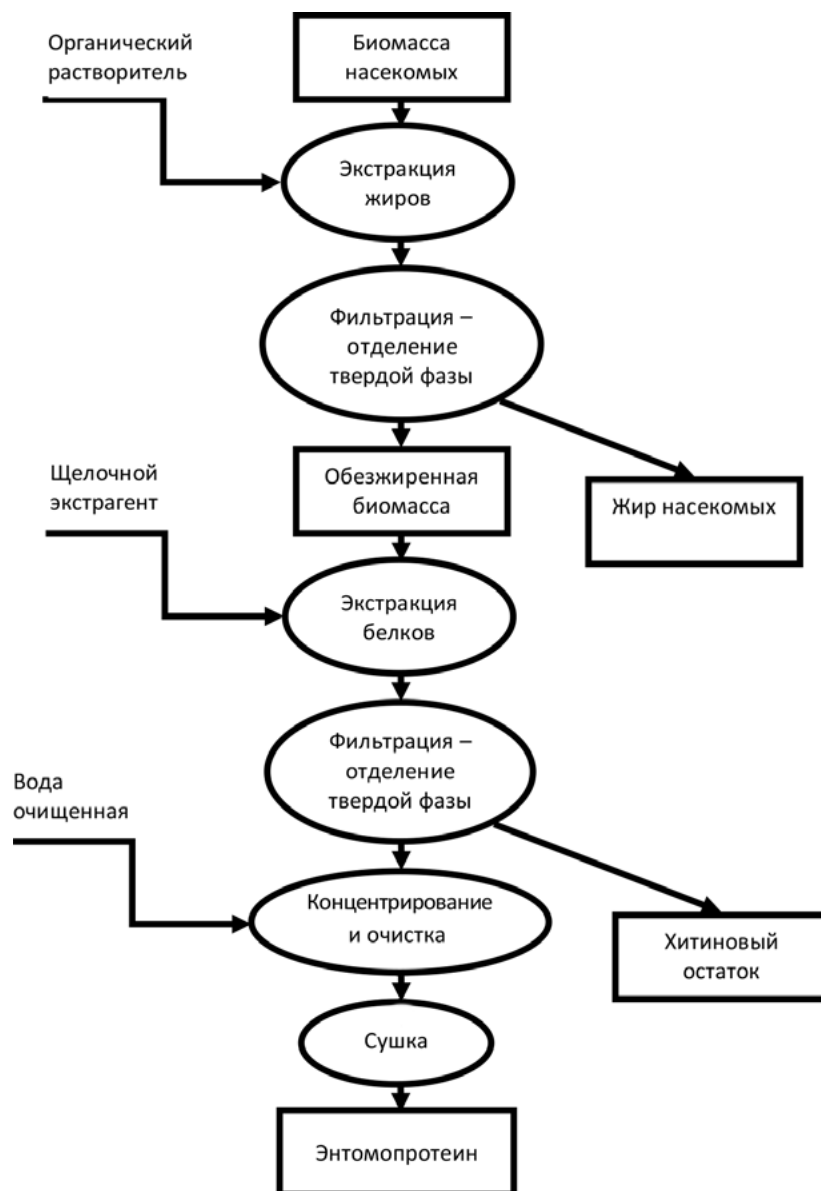 Органический
растворитель
Биомасса
насекомых
Экстракция
жиров
Фильтрация –
отделение
твердой фазы
Щелочной
экстрагент
Обезжиренная
биомасса
Жир насекомых
Экстракция
белков
Фильтрация –
отделение
твердой фазы
Вода
очищенная
Концентрирование
и очистка
Хитиновый
остаток
Сушка
Энтомопротеин